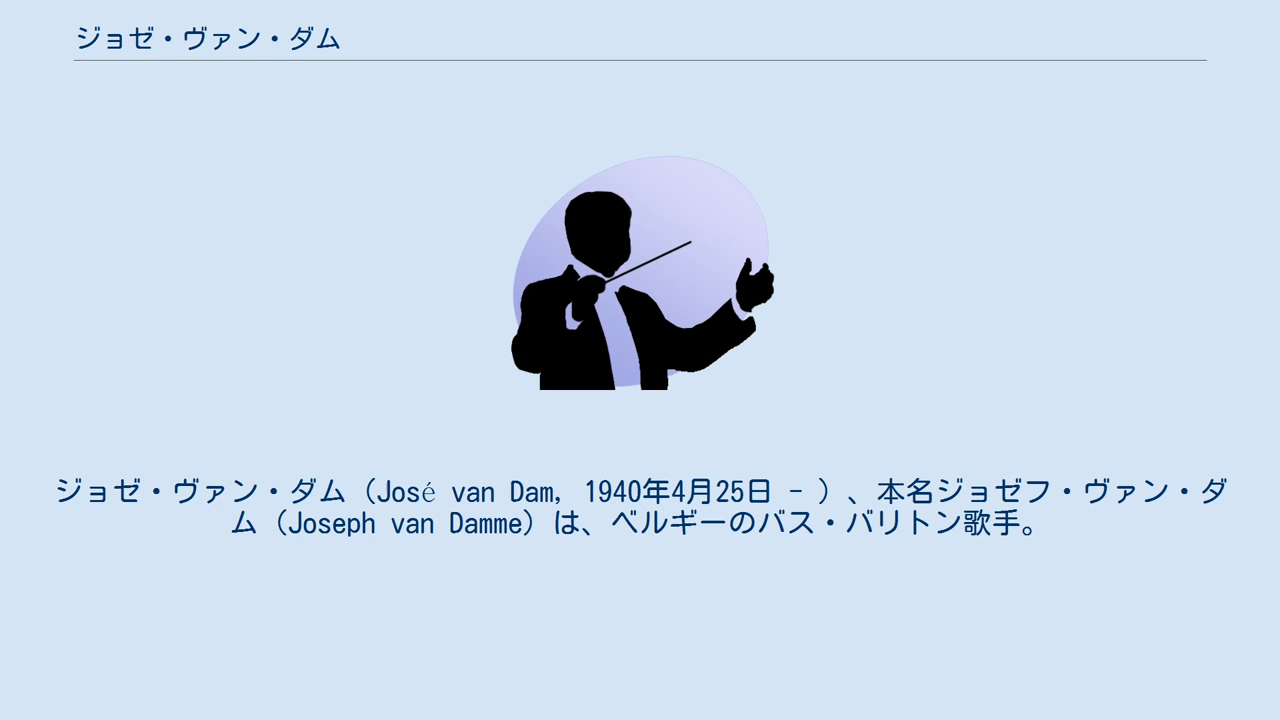 ジョゼ・ヴァン・ダム
ジョゼ・ヴァン・ダム（José van Dam, 1940年4月25日 - ）、本名ジョゼフ・ヴァン・ダ
ム（Joseph van Damme）は、ベルギーのバス・バリトン歌手。